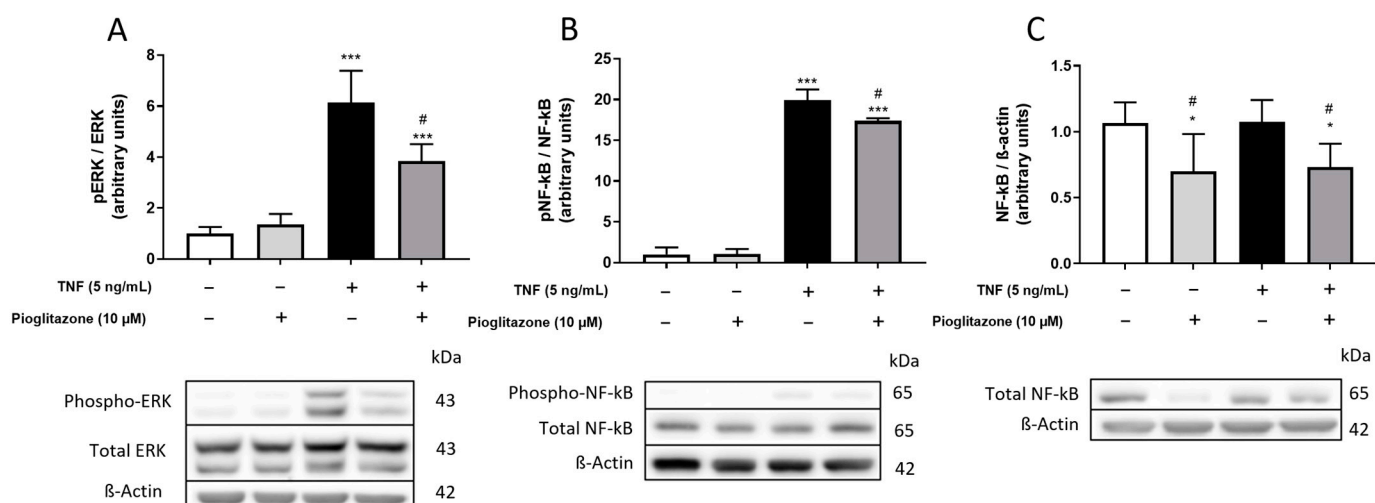 A
pERK / ERK
(arbitrary units)
8
6
4
2
0
***
#
***
TNF (5 ng/mL) − − + +
Pioglitazone (10 µM) − + − +
kDa
Phospho-ERK 43
Total ERK 43
ß-Actin 42
B
pNF-kB / NF-kB
(arbitrary units)
25
20
15
10
5
0
***
#
***
TNF (5 ng/mL) − − + +
Pioglitazone (10 µM) − + − +
kDa
Phospho-NF-kB 65
Total NF-kB 65
ß-Actin 42
C
NF-kB / ß-actin
(arbitrary units)
1.5
1.0
0.5
0.0
#
*
#
*
TNF (5 ng/mL) − − + +
Pioglitazone (10 µM) − + − +
kDa
Total NF-kB 65
ß-Actin 42